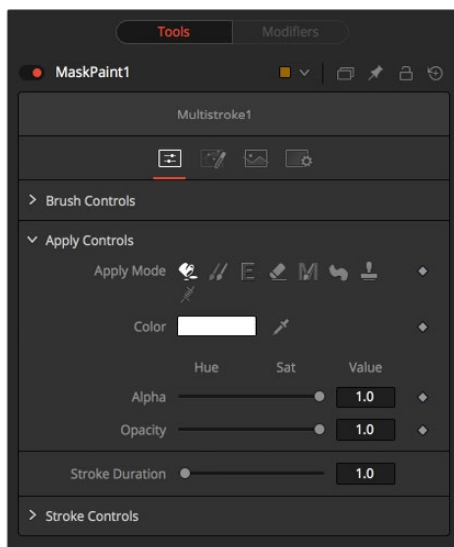 Tools Modifiers
MaskPaint1
Multistroke1
Brush Controls
Apply Controls
Apply Mode
Color
Hue Sat Value
Alpha 1.0
Opacity 1.0
Stroke Duration 1.0
Stroke Controls